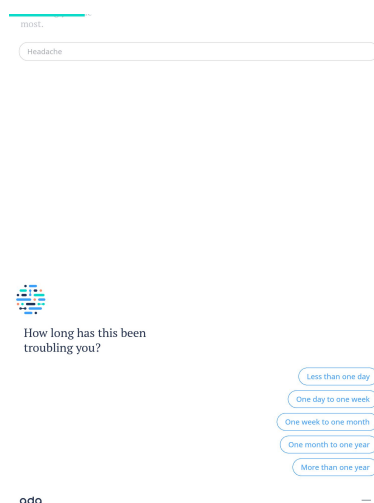 most.
Headache
How long has this been
troubling you?
Less than one day
One day to one week
One week to one month
One month to one year
More than one year
ada